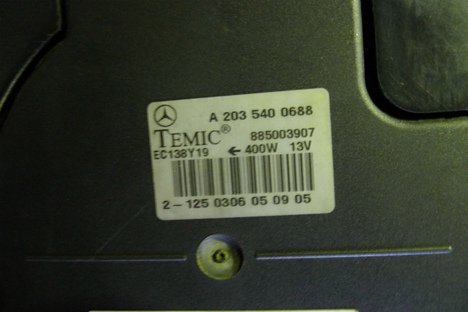 A 203 540 0688
TEMIC® 885003907
EC138Y19 ← 400W 13V
2-125 0306 05 09 05